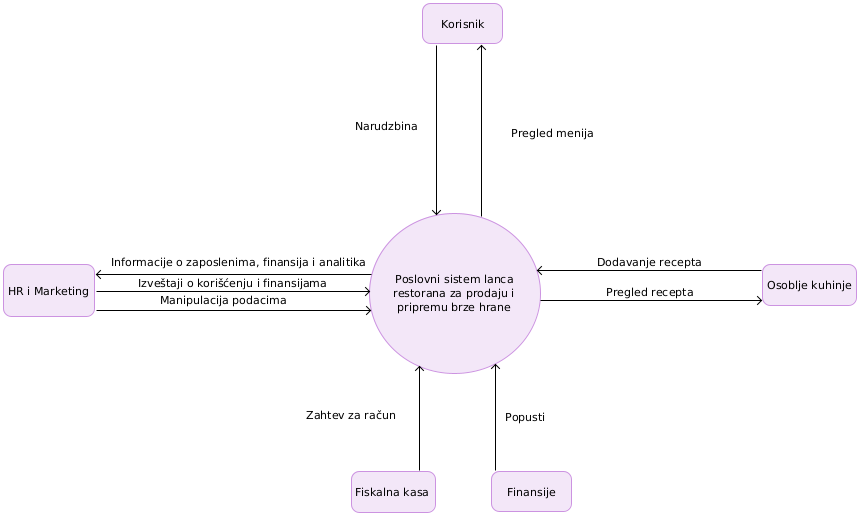 Korisnik
Narudzbina
Pregled menija
Informacije o zaposlenima, finansija i analitika
Izveštaji o korišćenju i finansijama
Manipulacija podacima
HR i Marketing
Poslovni sistem lanca
restorana za prodaju i
pripremu brze hrane
Dodavanje recepta
Pregled recepta
Osoblje kuhinje
Zahtev za račun
Popusti
Fiskalna kasa
Finansije